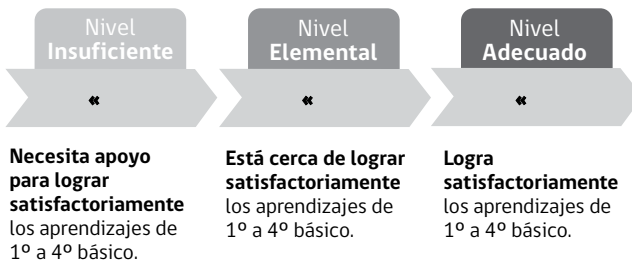 Nivel
Insuficiente
Nivel
Elemental
Nivel
Adecuado
«
«
«
Necesita apoyo
para lograr
satisfactoriamente
los aprendizajes de
1º a 4º básico.
Está cerca de lograr
satisfactoriamente
los aprendizajes de
1º a 4º básico.
Logra
satisfactoriamente
los aprendizajes de
1º a 4º básico.